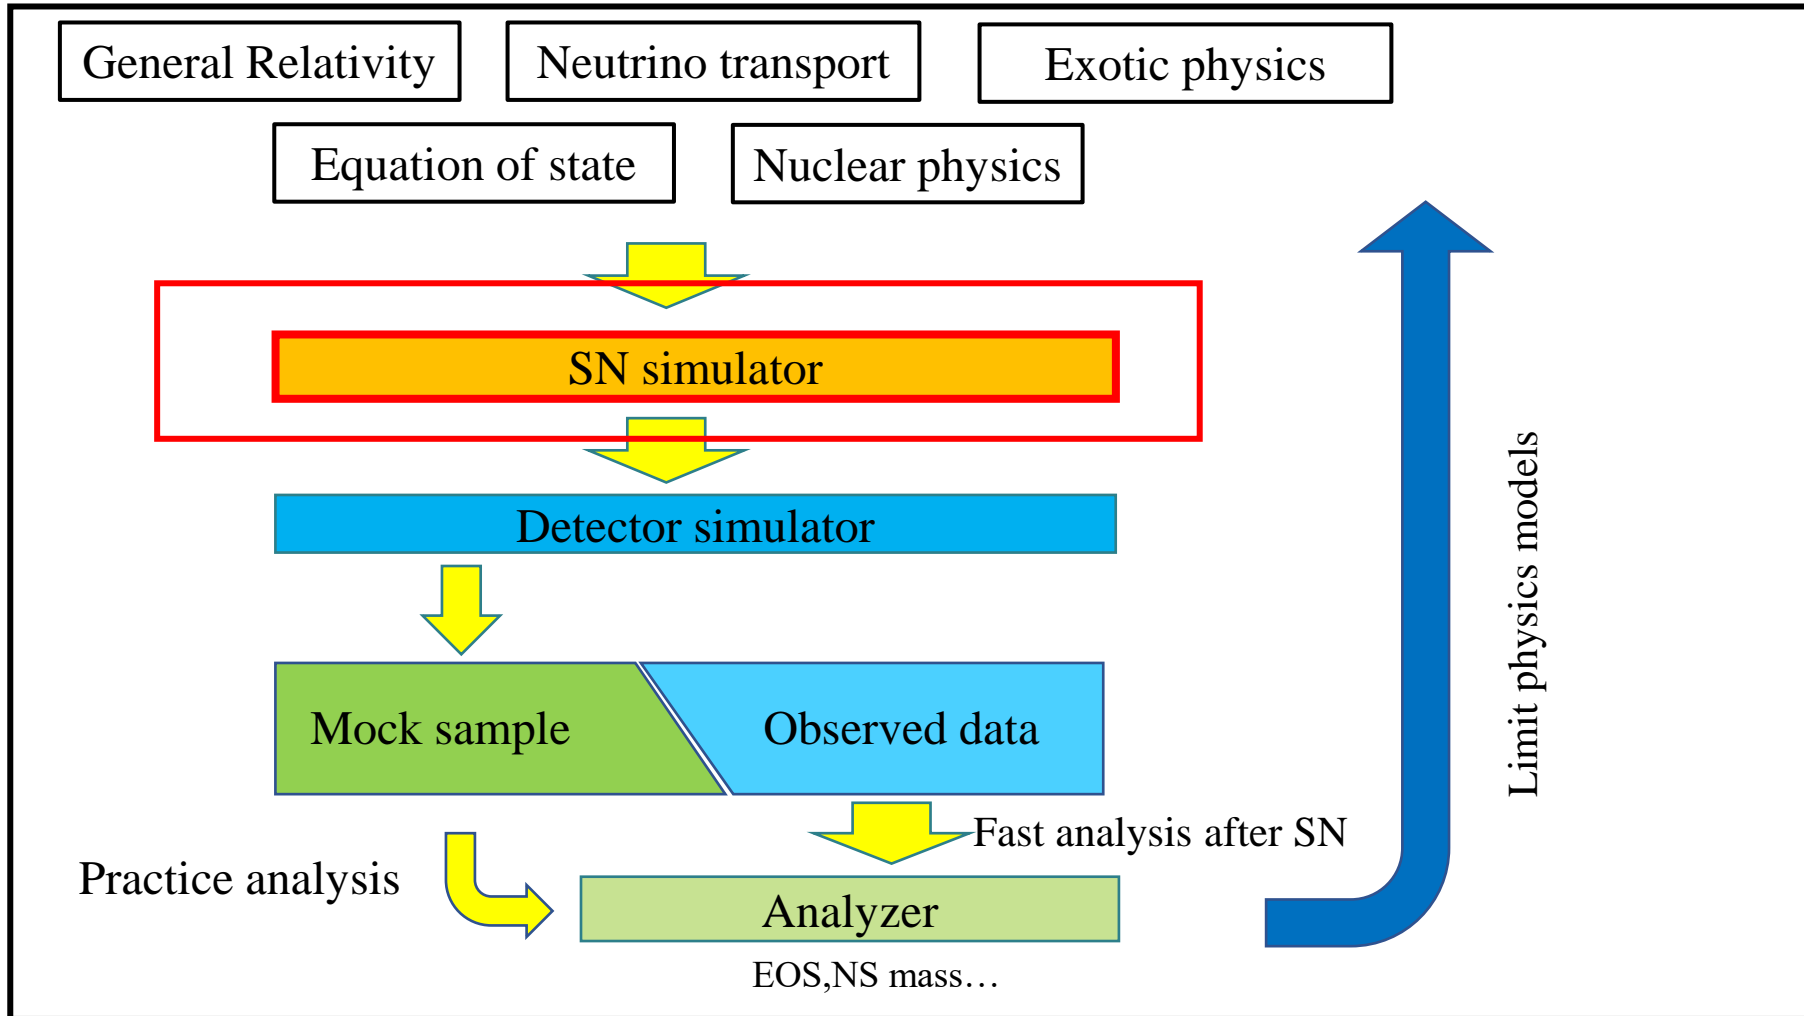 General Relativity
Neutrino transport
Exotic physics
Equation of state
Nuclear physics
SN simulator
Detector simulator
Mock sample
Observed data
Fast analysis after SN
Practice analysis
Analyzer
EOS,NS mass…
Limit physics models